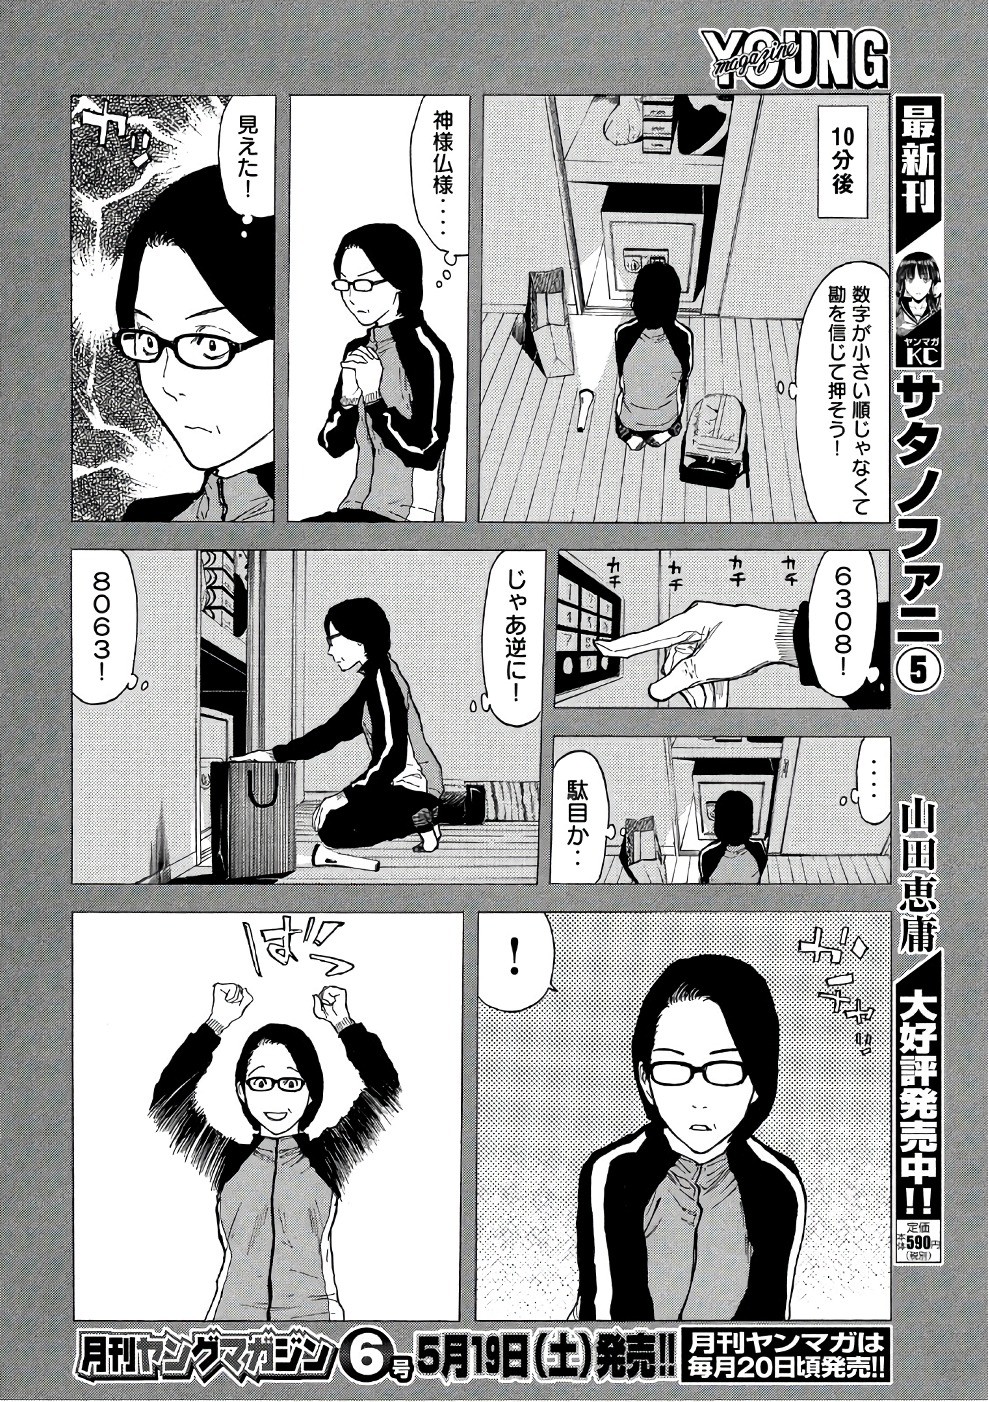 YOUNG
magazine
10分後
数字が小さい順じゃなくて
勘を信じて押そう！
神様仏様‥‥
見えた！
ガッ
6308！
カチ
カチ
カチ
カチ
‥‥
駄目か‥
じゃあ逆に！
8063！
！
ガ
チャ
ばっ
最新刊
ヤンマガ
KC
サタノファニ⑤
山田恵庸
大好評発売中!!
定価
本体590円
（税別）
月刊ヤングマガジン6号5月19日（土）発売!!
月刊ヤンマガは
毎月20日頃発売!!